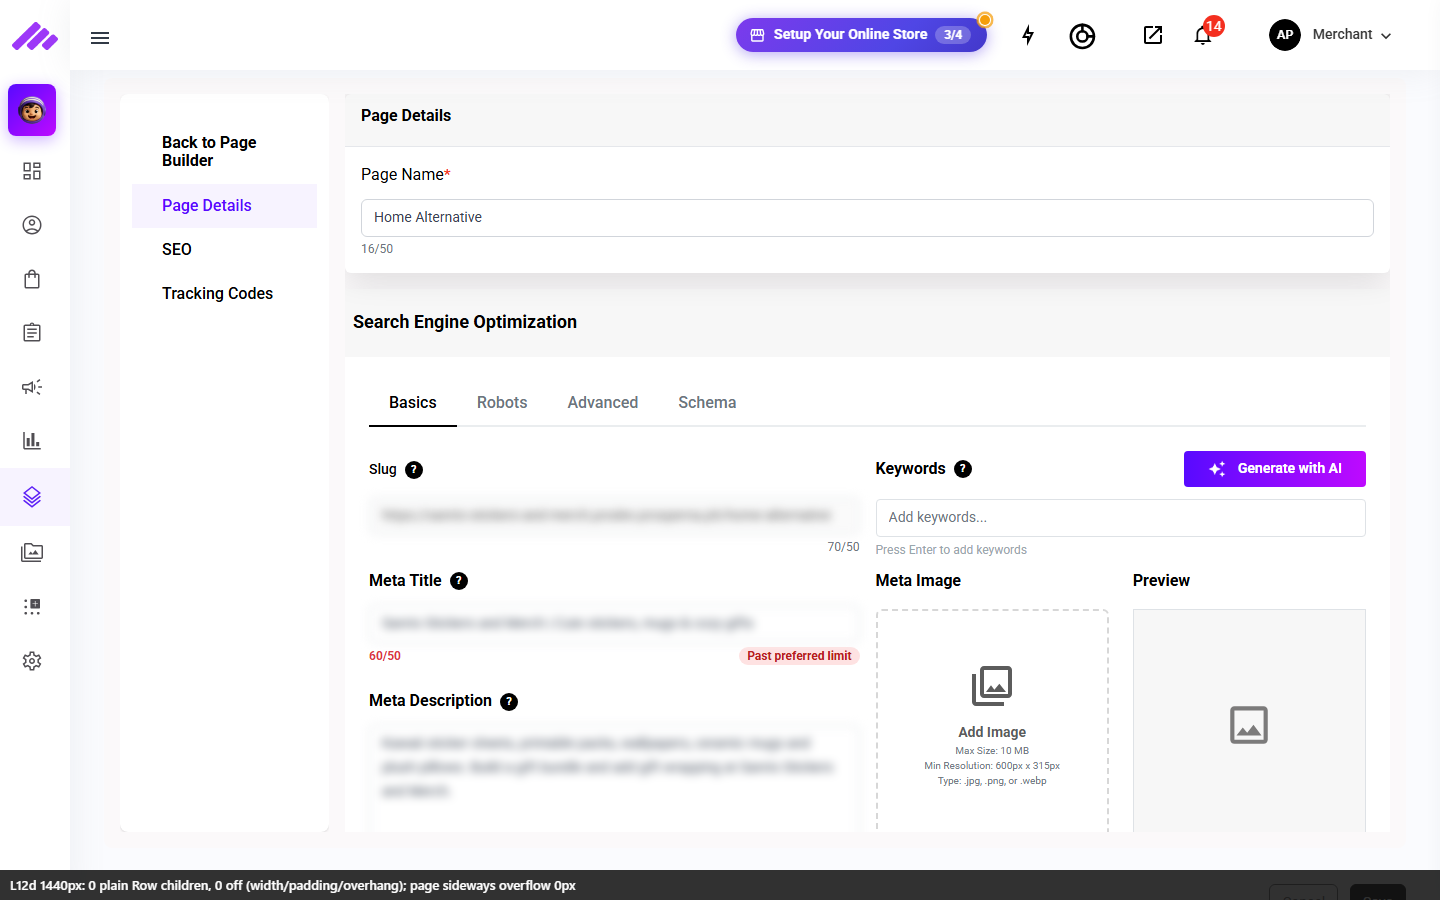 Setup Your Online Store 3/4
14
AP Merchant
Back to Page
Builder
Page Details
SEO
Tracking Codes
Page Details
Page Name*
Home Alternative
16/50
Search Engine Optimization
Basics Robots Advanced Schema
Slug ?
70/50
Meta Title ?
60/50 Past preferred limit
Meta Description ?
Keywords ? Generate with AI
Add keywords...
Press Enter to add keywords
Meta Image Preview
Add Image
Max Size: 10 MB
Min Resolution: 600px x 315px
Type: .jpg, .png, or .webp
L12d 1440px: 0 plain Row children, 0 off (width/padding/overhang); page sideways overflow 0px